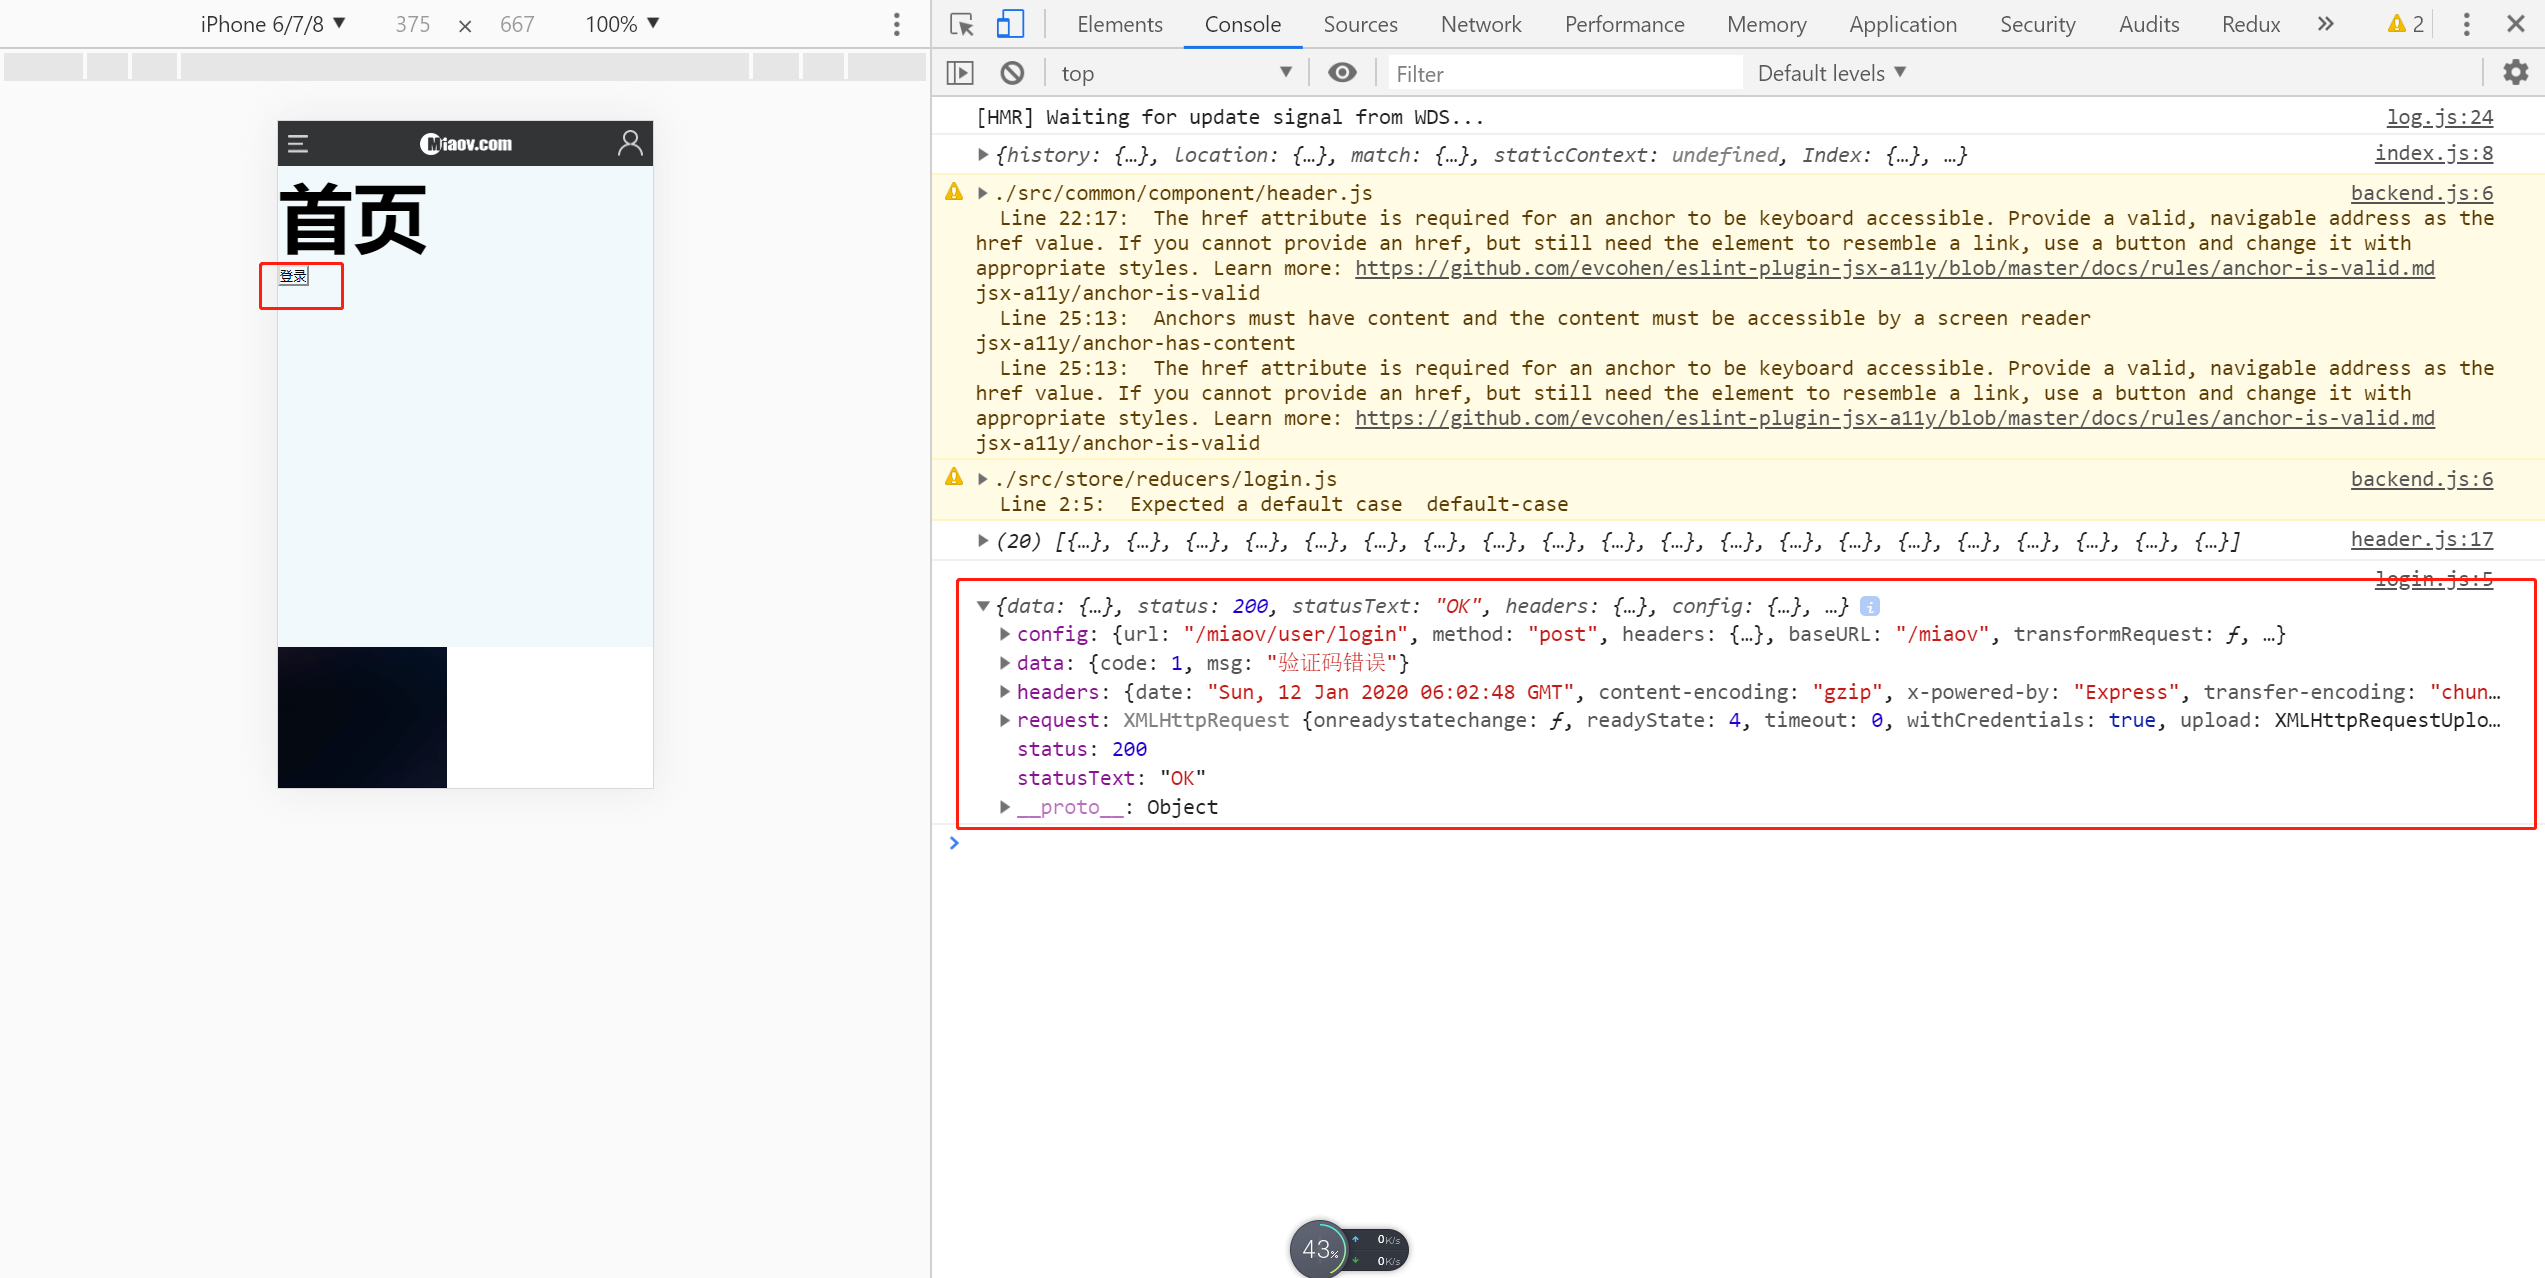 iPhone 6/7/8 ▼ 375 × 667 100% ▼
Elements Console Sources Network Performance Memory Application Security Audits Redux » 2
top ▼ Filter Default levels ▼
Miaov.com
首页
登录
[HMR] Waiting for update signal from WDS... log.js:24
{history: {…}, location: {…}, match: {…}, staticContext: undefined, Index: {…}, …} index.js:8
./src/common/component/header.js backend.js:6
Line 22:17:  The href attribute is required for an anchor to be keyboard accessible. Provide a valid, navigable address as the
href value. If you cannot provide an href, but still need the element to resemble a link, use a button and change it with
appropriate styles. Learn more: https://github.com/evcohen/eslint-plugin-jsx-a11y/blob/master/docs/rules/anchor-is-valid.md
jsx-a11y/anchor-is-valid
Line 25:13:  Anchors must have content and the content must be accessible by a screen reader
jsx-a11y/anchor-has-content
Line 25:13:  The href attribute is required for an anchor to be keyboard accessible. Provide a valid, navigable address as the
href value. If you cannot provide an href, but still need the element to resemble a link, use a button and change it with
appropriate styles. Learn more: https://github.com/evcohen/eslint-plugin-jsx-a11y/blob/master/docs/rules/anchor-is-valid.md
jsx-a11y/anchor-is-valid
./src/store/reducers/login.js backend.js:6
Line 2:5:  Expected a default case  default-case
(20) [{…}, {…}, {…}, {…}, {…}, {…}, {…}, {…}, {…}, {…}, {…}, {…}, {…}, {…}, {…}, {…}, {…}, {…}, {…}, {…}] header.js:17
login.js:5
{data: {…}, status: 200, statusText: "OK", headers: {…}, config: {…}, …} i
config: {url: "/miaov/user/login", method: "post", headers: {…}, baseURL: "/miaov", transformRequest: ƒ, …}
data: {code: 1, msg: "验证码错误"}
headers: {date: "Sun, 12 Jan 2020 06:02:48 GMT", content-encoding: "gzip", x-powered-by: "Express", transfer-encoding: "chun…
request: XMLHttpRequest {onreadystatechange: ƒ, readyState: 4, timeout: 0, withCredentials: true, upload: XMLHttpRequestUplo…
status: 200
statusText: "OK"
__proto__: Object
43% ↑ 0K/s
↓ 0K/s